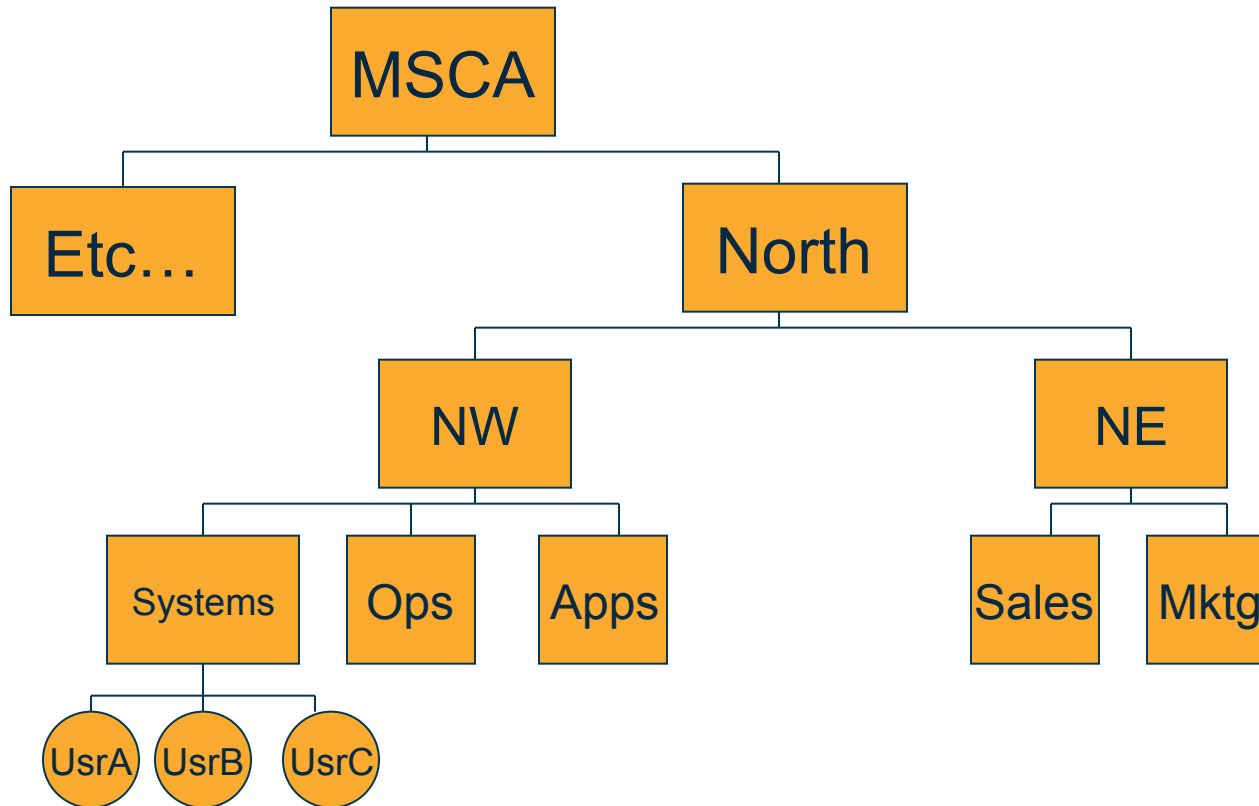 MSCA
Etc…
North
NW
NE
Systems
Ops
Apps
Sales
Mktg
UsrA
UsrB
UsrC